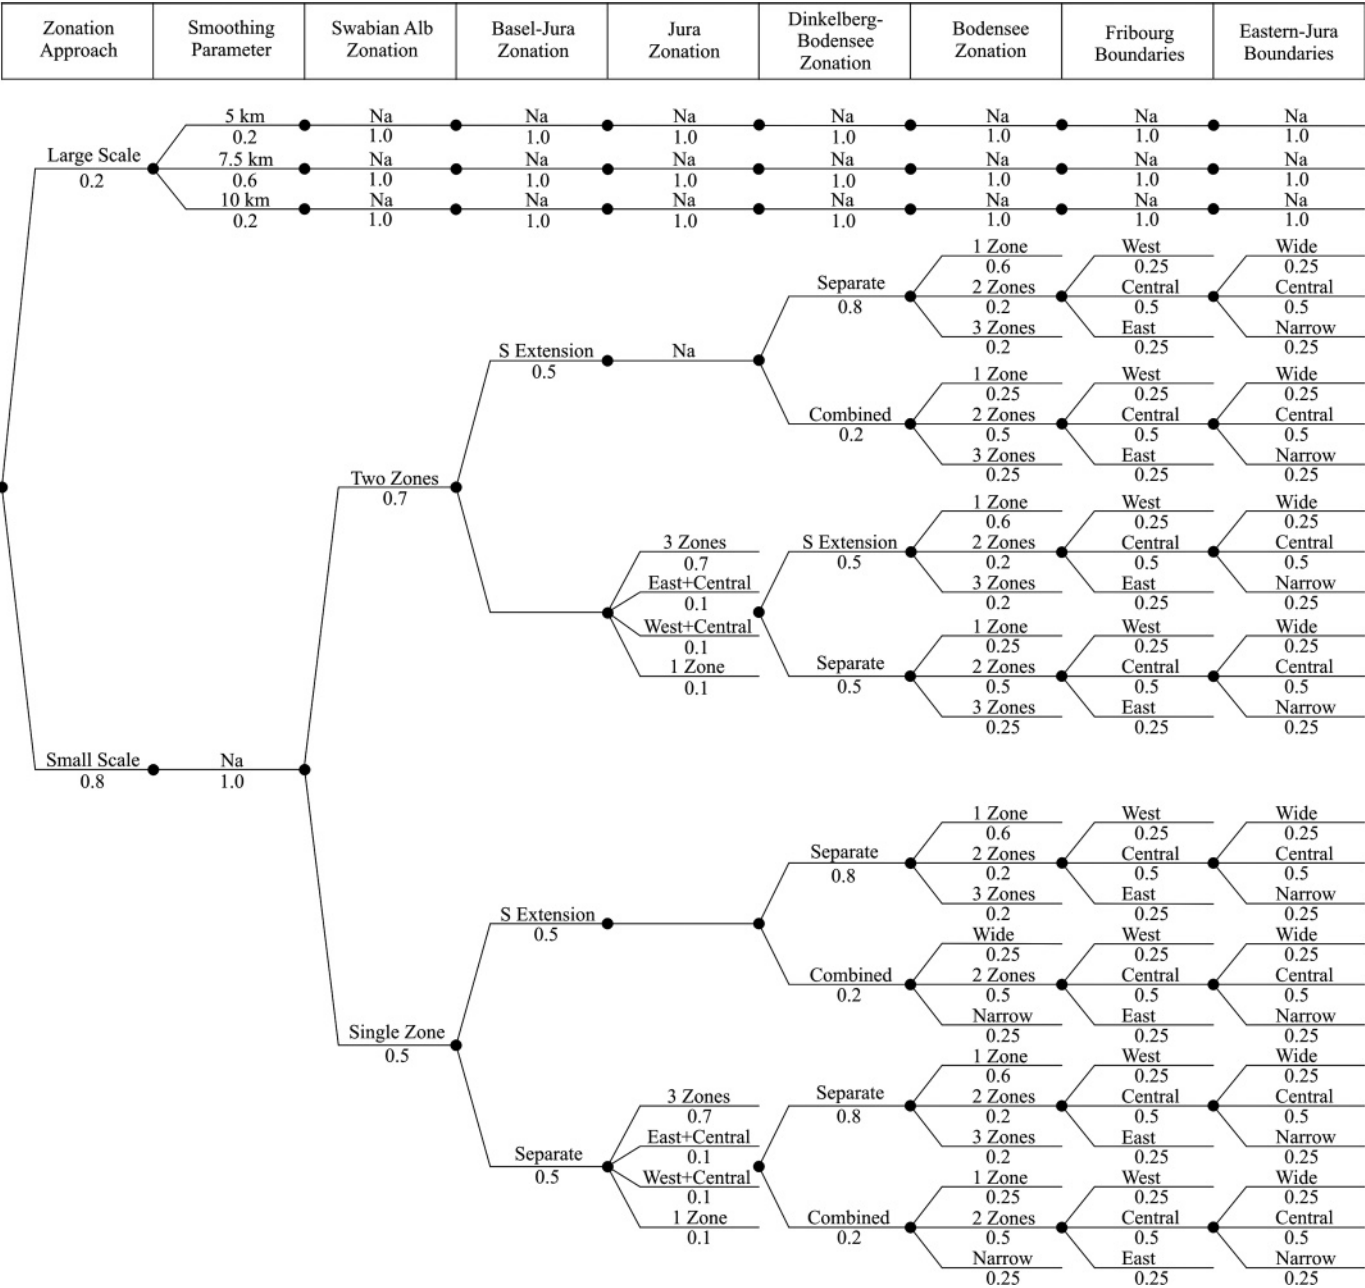 Zonation Approach
Smoothing Parameter
Swabian Alb Zonation
Basel-Jura Zonation
Jura Zonation
Dinkelberg-Bodensee Zonation
Bodensee Zonation
Fribourg Boundaries
Eastern-Jura Boundaries
5 km Na Na Na Na Na Na Na
0.2 1.0 1.0 1.0 1.0 1.0 1.0 1.0
Large Scale 7.5 km Na Na Na Na Na Na Na
0.2 0.6 1.0 1.0 1.0 1.0 1.0 1.0 1.0
10 km Na Na Na Na Na Na Na
0.2 1.0 1.0 1.0 1.0 1.0 1.0 1.0
1 Zone West Wide
0.6 0.25 0.25
Separate 2 Zones Central Central
0.8 0.2 0.5 0.5
3 Zones East Narrow
0.2 0.25 0.25
S Extension Na
0.5
1 Zone West Wide
0.25 0.25 0.25
Combined 2 Zones Central Central
0.2 0.5 0.5 0.5
3 Zones East Narrow
0.25 0.25 0.25
Two Zones
0.7
1 Zone West Wide
0.6 0.25 0.25
3 Zones S Extension 2 Zones Central Central
0.7 0.5 0.2 0.5 0.5
East+Central 3 Zones East Narrow
0.1 0.2 0.25 0.25
West+Central 1 Zone West Wide
0.1 0.25 0.25 0.25
1 Zone Separate 2 Zones Central Central
0.1 0.5 0.5 0.5 0.5
3 Zones East Narrow
0.25 0.25 0.25
Small Scale Na
0.8 1.0
1 Zone West Wide
0.6 0.25 0.25
Separate 2 Zones Central Central
0.8 0.2 0.5 0.5
3 Zones East Narrow
0.2 0.25 0.25
S Extension
0.5
Wide West Wide
0.25 0.25 0.25
Combined 2 Zones Central Central
0.2 0.5 0.5 0.5
Narrow East Narrow
0.25 0.25 0.25
Single Zone
0.5
1 Zone West Wide
0.6 0.25 0.25
3 Zones Separate 2 Zones Central Central
0.7 0.8 0.2 0.5 0.5
East+Central 3 Zones East Narrow
0.1 0.2 0.25 0.25
Separate
0.5
West+Central 1 Zone West Wide
0.1 0.25 0.25 0.25
1 Zone Combined 2 Zones Central Central
0.1 0.2 0.5 0.5 0.5
Narrow East Narrow
0.25 0.25 0.25